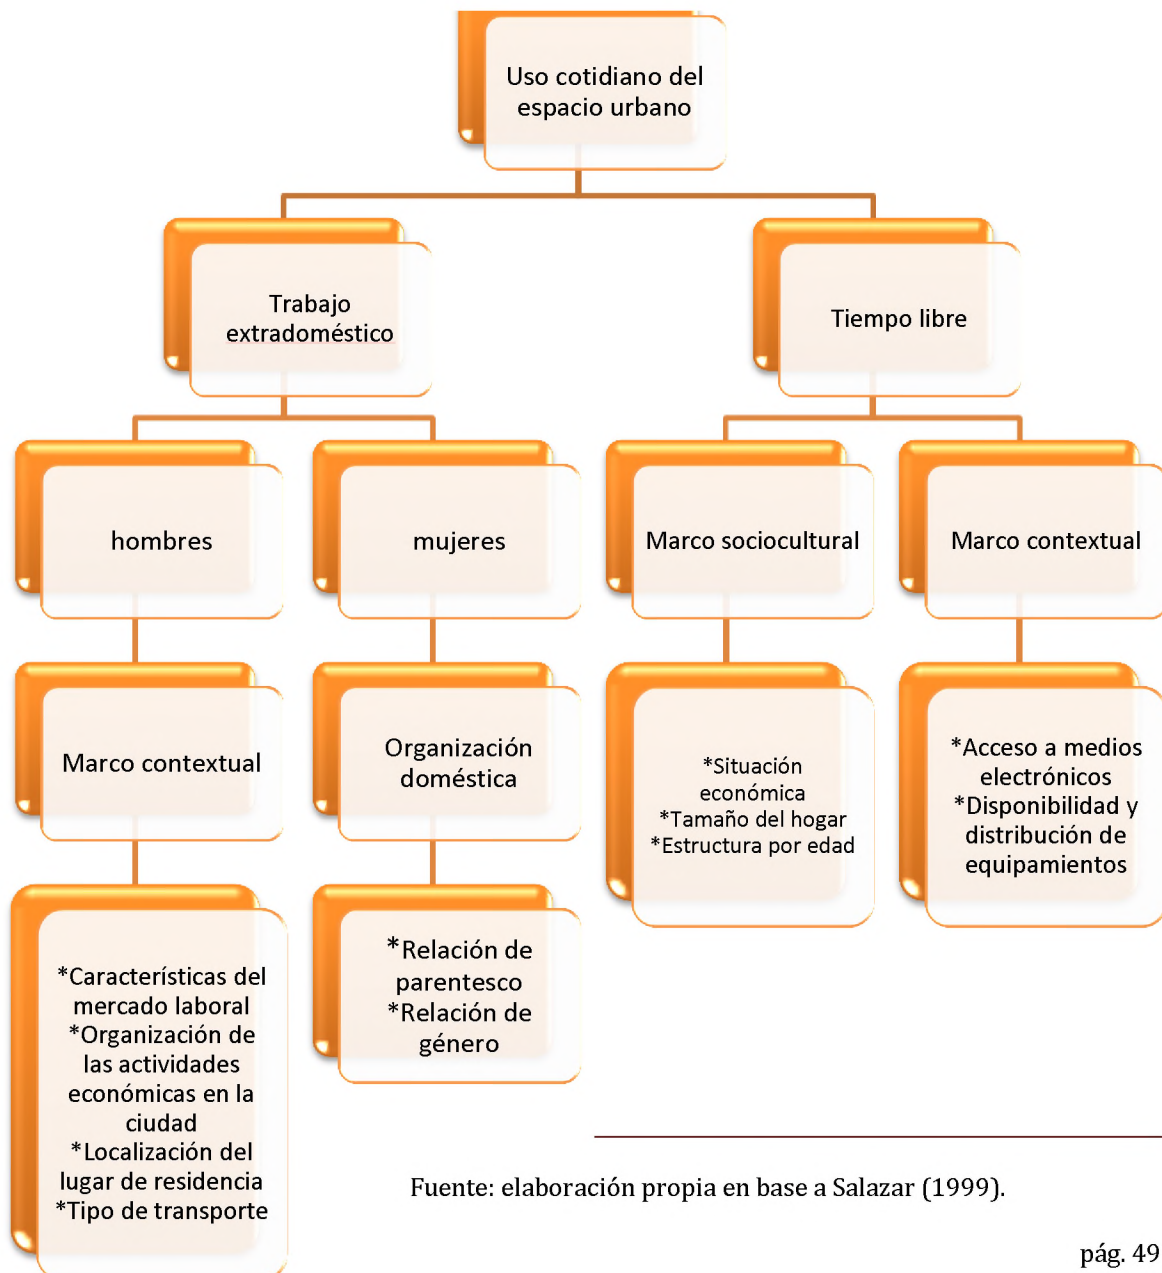 Uso cotidiano del
espacio urbano
Trabajo
extradoméstico
Tiempo libre
hombres
mujeres
Marco sociocultural
Marco contextual
Marco contextual
Organización
doméstica
*Situación
económica
*Tamaño del hogar
*Estructura por edad
*Acceso a medios
electrónicos
*Disponibilidad y
distribución de
equipamientos
*Características del
mercado laboral
*Organización de
las actividades
económicas en la
ciudad
*Localización del
lugar de residencia
*Tipo de transporte
*Relación de
parentesco
*Relación de
género
Fuente: elaboración propia en base a Salazar (1999).
pág. 49